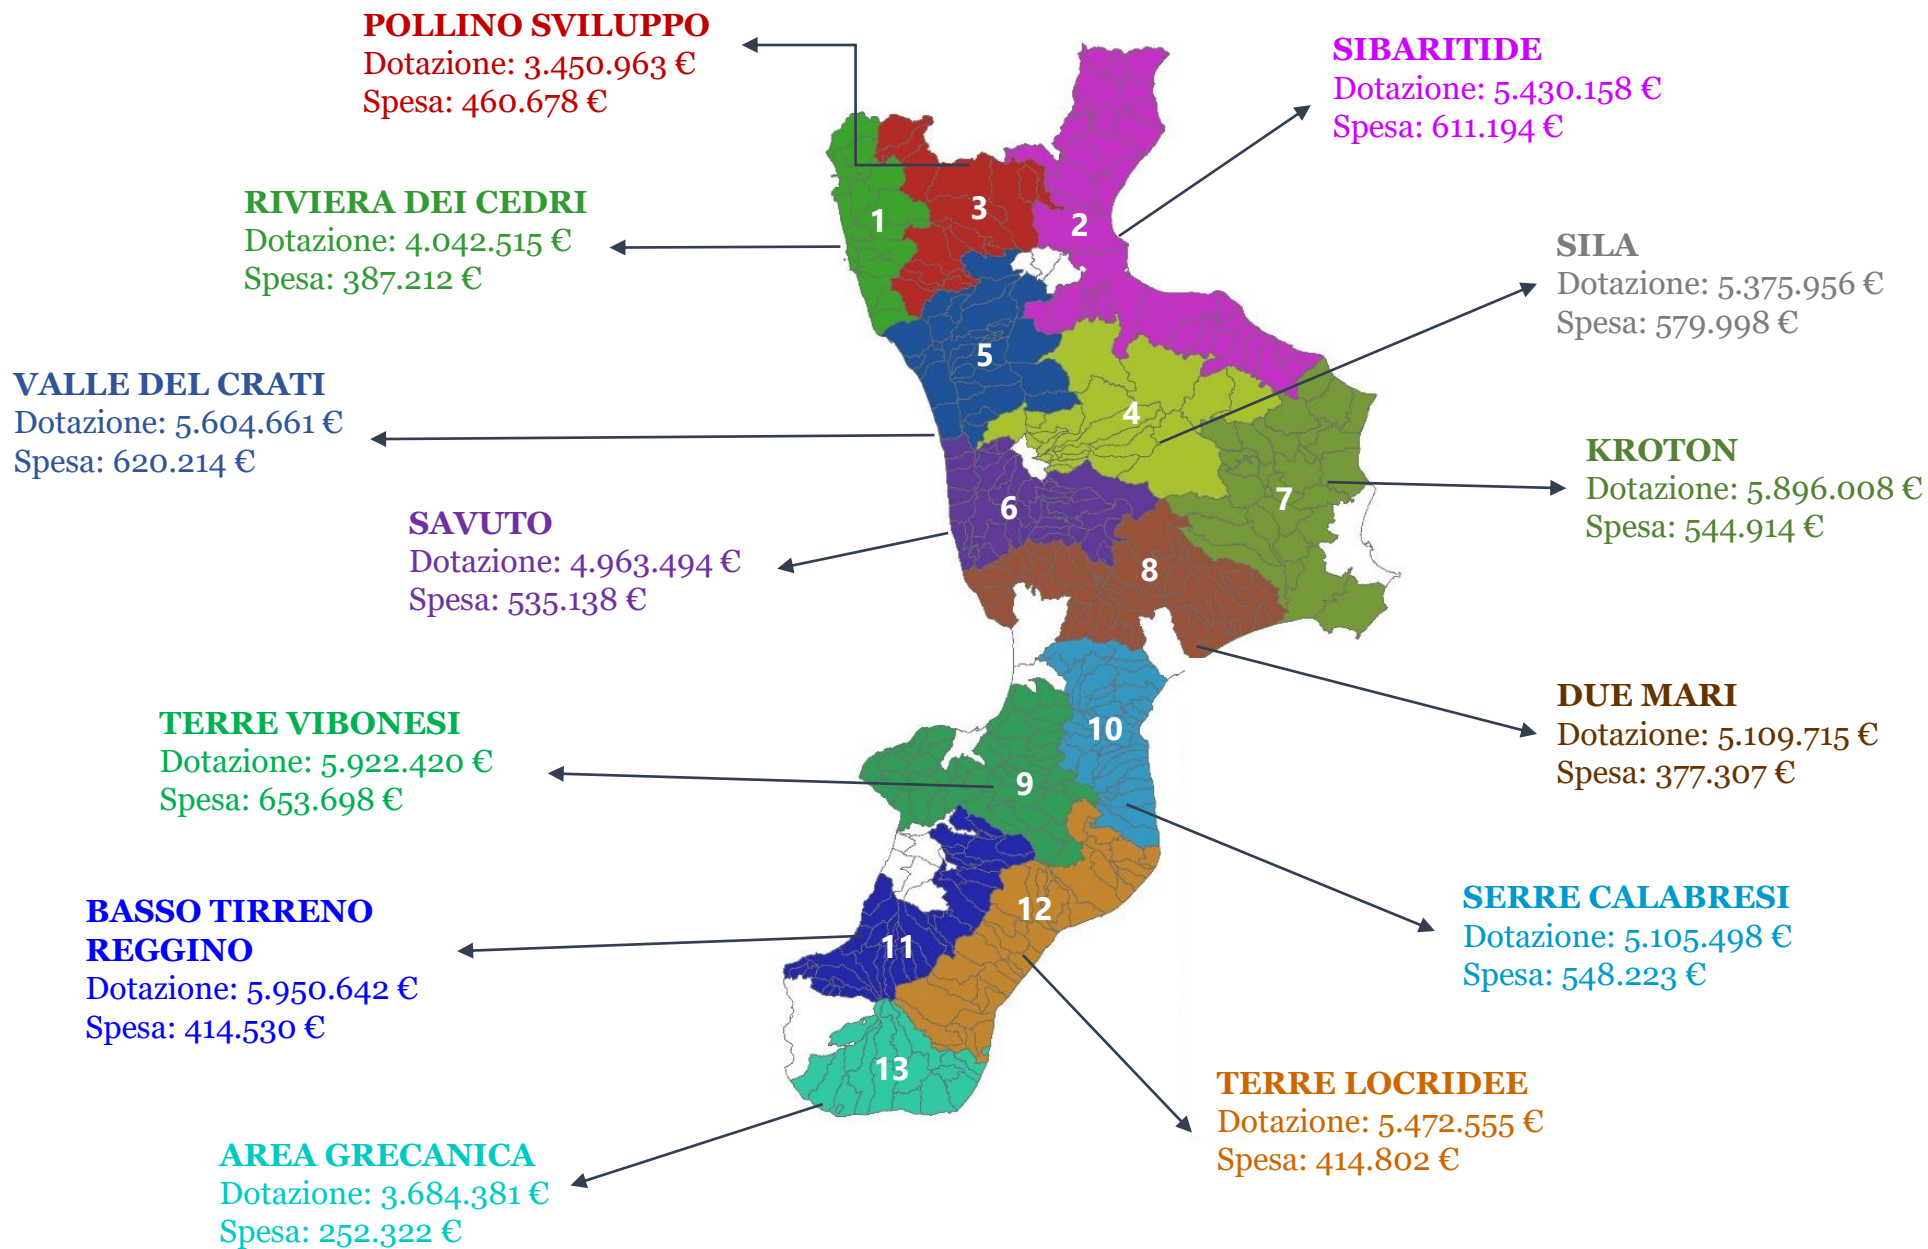 POLLINO SVILUPPO
Dotazione: 3.450.963 €
Spesa: 460.678 €
SIBARITIDE
Dotazione: 5.430.158 €
Spesa: 611.194 €
RIVIERA DEI CEDRI
Dotazione: 4.042.515 €
Spesa: 387.212 €
1
3
2
SILA
Dotazione: 5.375.956 €
Spesa: 579.998 €
VALLE DEL CRATI
Dotazione: 5.604.661 €
Spesa: 620.214 €
5
4
KROTON
Dotazione: 5.896.008 €
Spesa: 544.914 €
SAVUTO
Dotazione: 4.963.494 €
Spesa: 535.138 €
6
7
8
DUE MARI
Dotazione: 5.109.715 €
Spesa: 377.307 €
TERRE VIBONESI
Dotazione: 5.922.420 €
Spesa: 653.698 €
10
9
SERRE CALABRESI
Dotazione: 5.105.498 €
Spesa: 548.223 €
BASSO TIRRENO
REGGINO
Dotazione: 5.950.642 €
Spesa: 414.530 €
12
11
13
TERRE LOCRIDEE
Dotazione: 5.472.555 €
Spesa: 414.802 €
AREA GRECANICA
Dotazione: 3.684.381 €
Spesa: 252.322 €